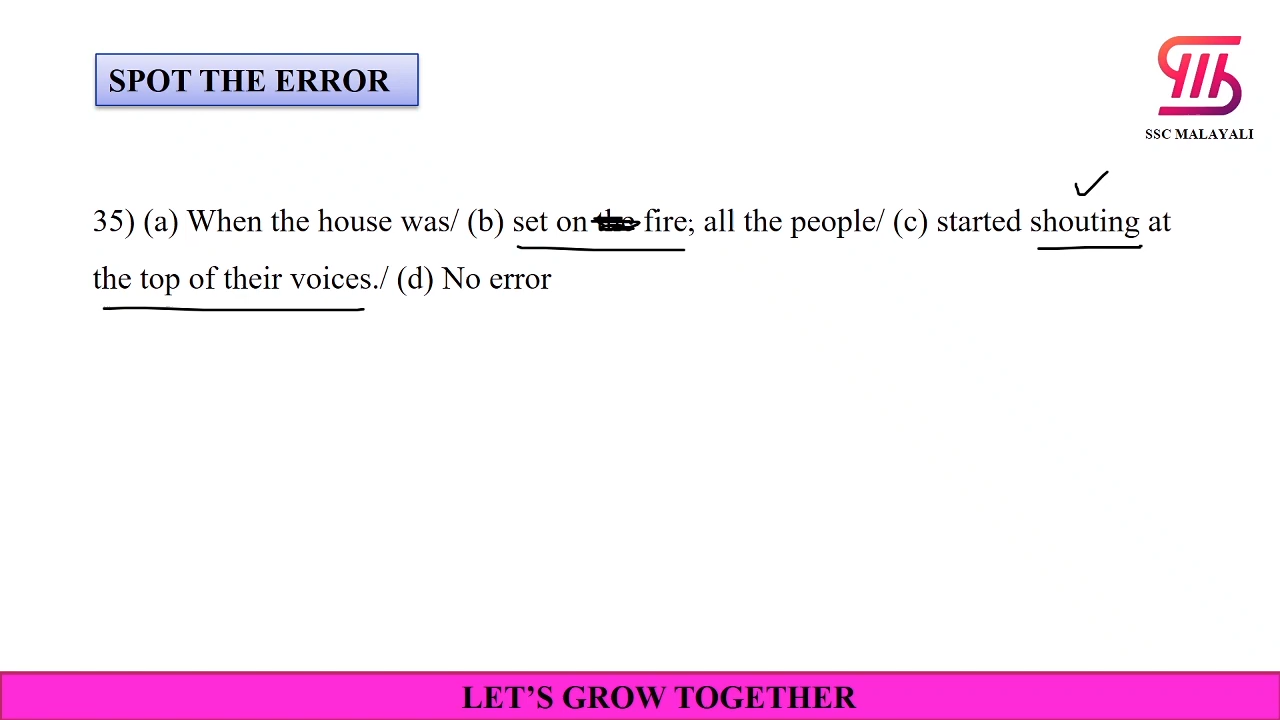 SPOT THE ERROR
SSC MALAYALI
35) (a) When the house was/ (b) set on the fire; all the people/ (c) started shouting at
the top of their voices./ (d) No error
LET'S GROW TOGETHER